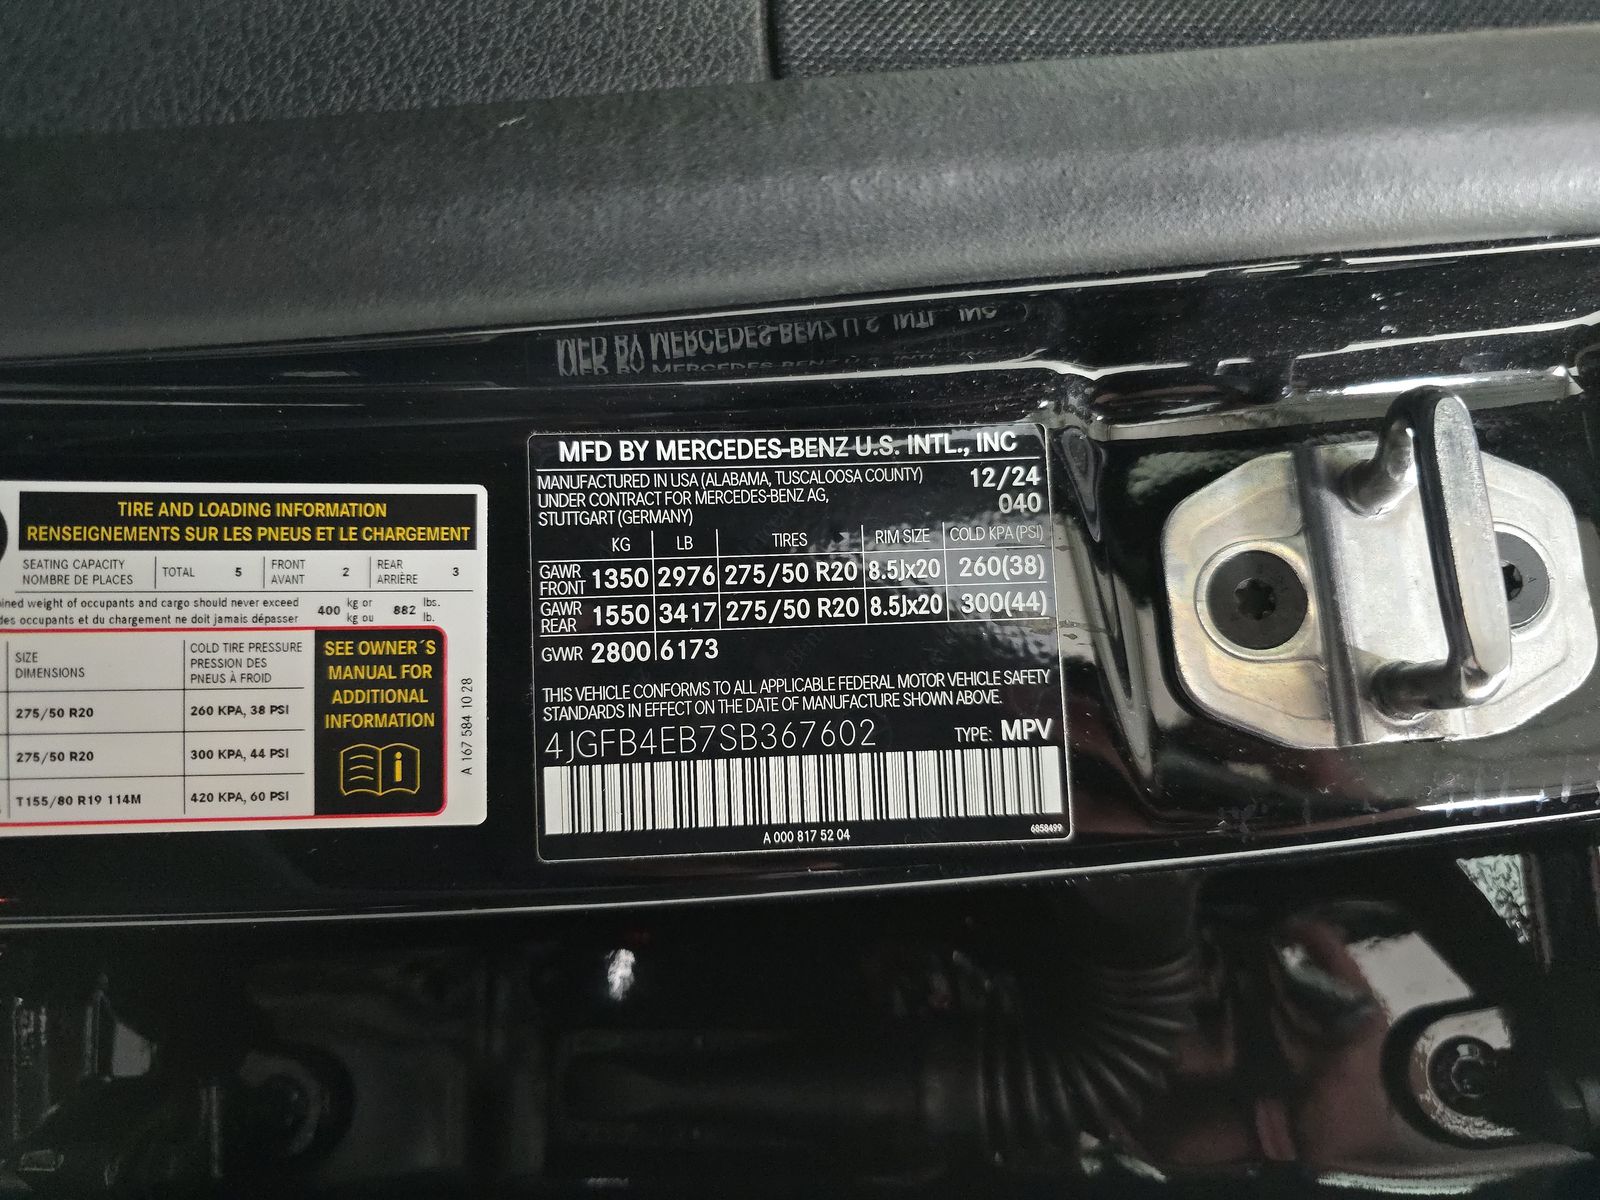 MFD BY MERCEDES-BENZ U.S. INTL., INC
MANUFACTURED IN USA (ALABAMA, TUSCALOOSA COUNTY) 12/24
UNDER CONTRACT FOR MERCEDES-BENZ AG, 040
STUTTGART (GERMANY)
KG LB TIRES RIM SIZE COLD KPA (PSI)
GAWR FRONT 1350 2976 275/50 R20 8.5Jx20 260(38)
GAWR REAR 1550 3417 275/50 R20 8.5Jx20 300(44)
GVWR 2800 6173
THIS VEHICLE CONFORMS TO ALL APPLICABLE FEDERAL MOTOR VEHICLE SAFETY
STANDARDS IN EFFECT ON THE DATE OF MANUFACTURE SHOWN ABOVE.
4JGFB4EB7SB367602 TYPE: MPV
A 000 817 52 04 6858499
TIRE AND LOADING INFORMATION
RENSEIGNEMENTS SUR LES PNEUS ET LE CHARGEMENT
SEATING CAPACITY
NOMBRE DE PLACES
TOTAL 5
FRONT
AVANT
2
REAR
ARRIÈRE
3
weight of occupants and cargo should never exceed 400 kg or 882 lbs.
des occupants et du chargement ne doit jamais dépasser kg ou lb.
SIZE
DIMENSIONS
COLD TIRE PRESSURE
PRESSION DES
PNEUS À FROID
275/50 R20 260 KPA, 38 PSI
275/50 R20 300 KPA, 44 PSI
T155/80 R19 114M 420 KPA, 60 PSI
SEE OWNER´S
MANUAL FOR
ADDITIONAL
INFORMATION
A 167 584 10 28